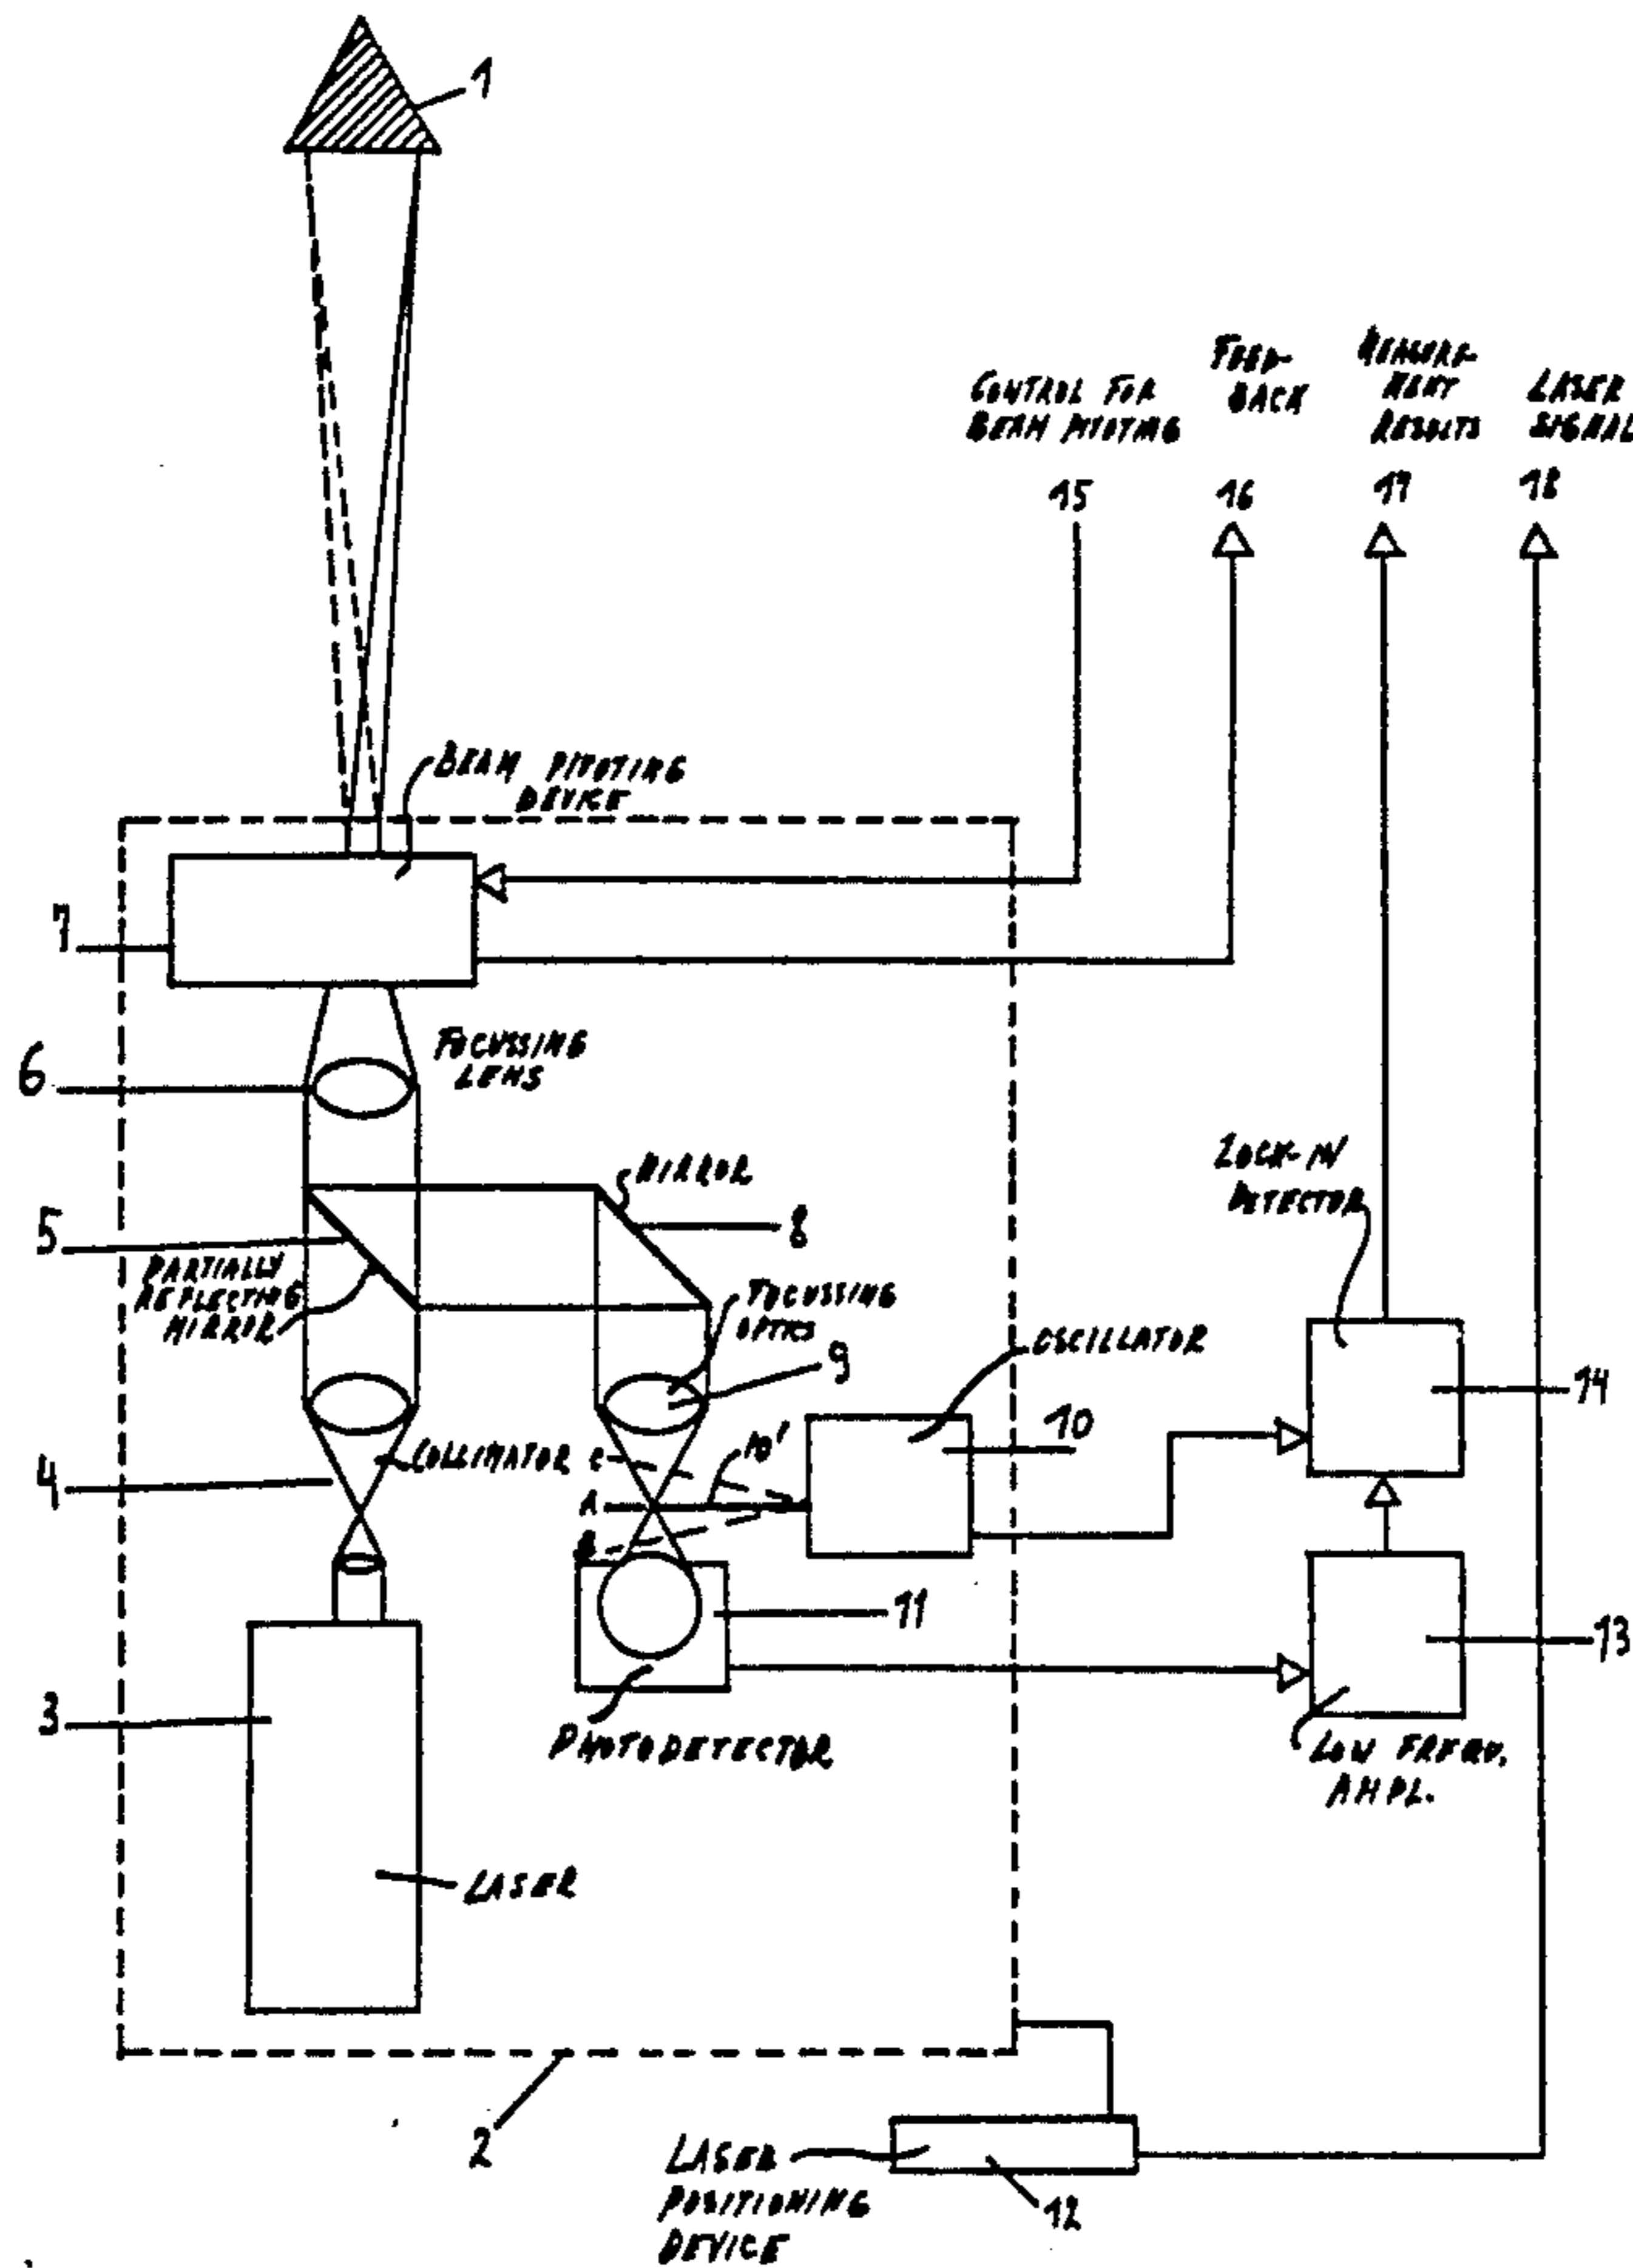 1
CONTROL FOR
BEAM PIVOTING
15
FEED-
BACK
16
MEASURE-
MENT
RESULTS
17
LASER
SIGNAL
18
BEAM PIVOTING
DEVICE
7
FOCUSSING
LENS
6
MIRROR
8
5
PARTIALLY
REFLECTING
MIRROR
FOCUSSING
OPTICS
9
OSCILLATOR
10
LOCK-IN
DETECTOR
14
4
COLLIMATOR
C
A
B
10'
11
13
3
PHOTODETECTOR
LOW FREQU.
AMPL.
LASER
2
LASER
POSITIONING
DEVICE
12